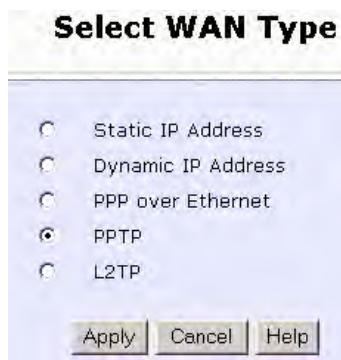 Select WAN Type
Static IP Address
Dynamic IP Address
PPP over Ethernet
PPTP
L2TP
Apply Cancel Help